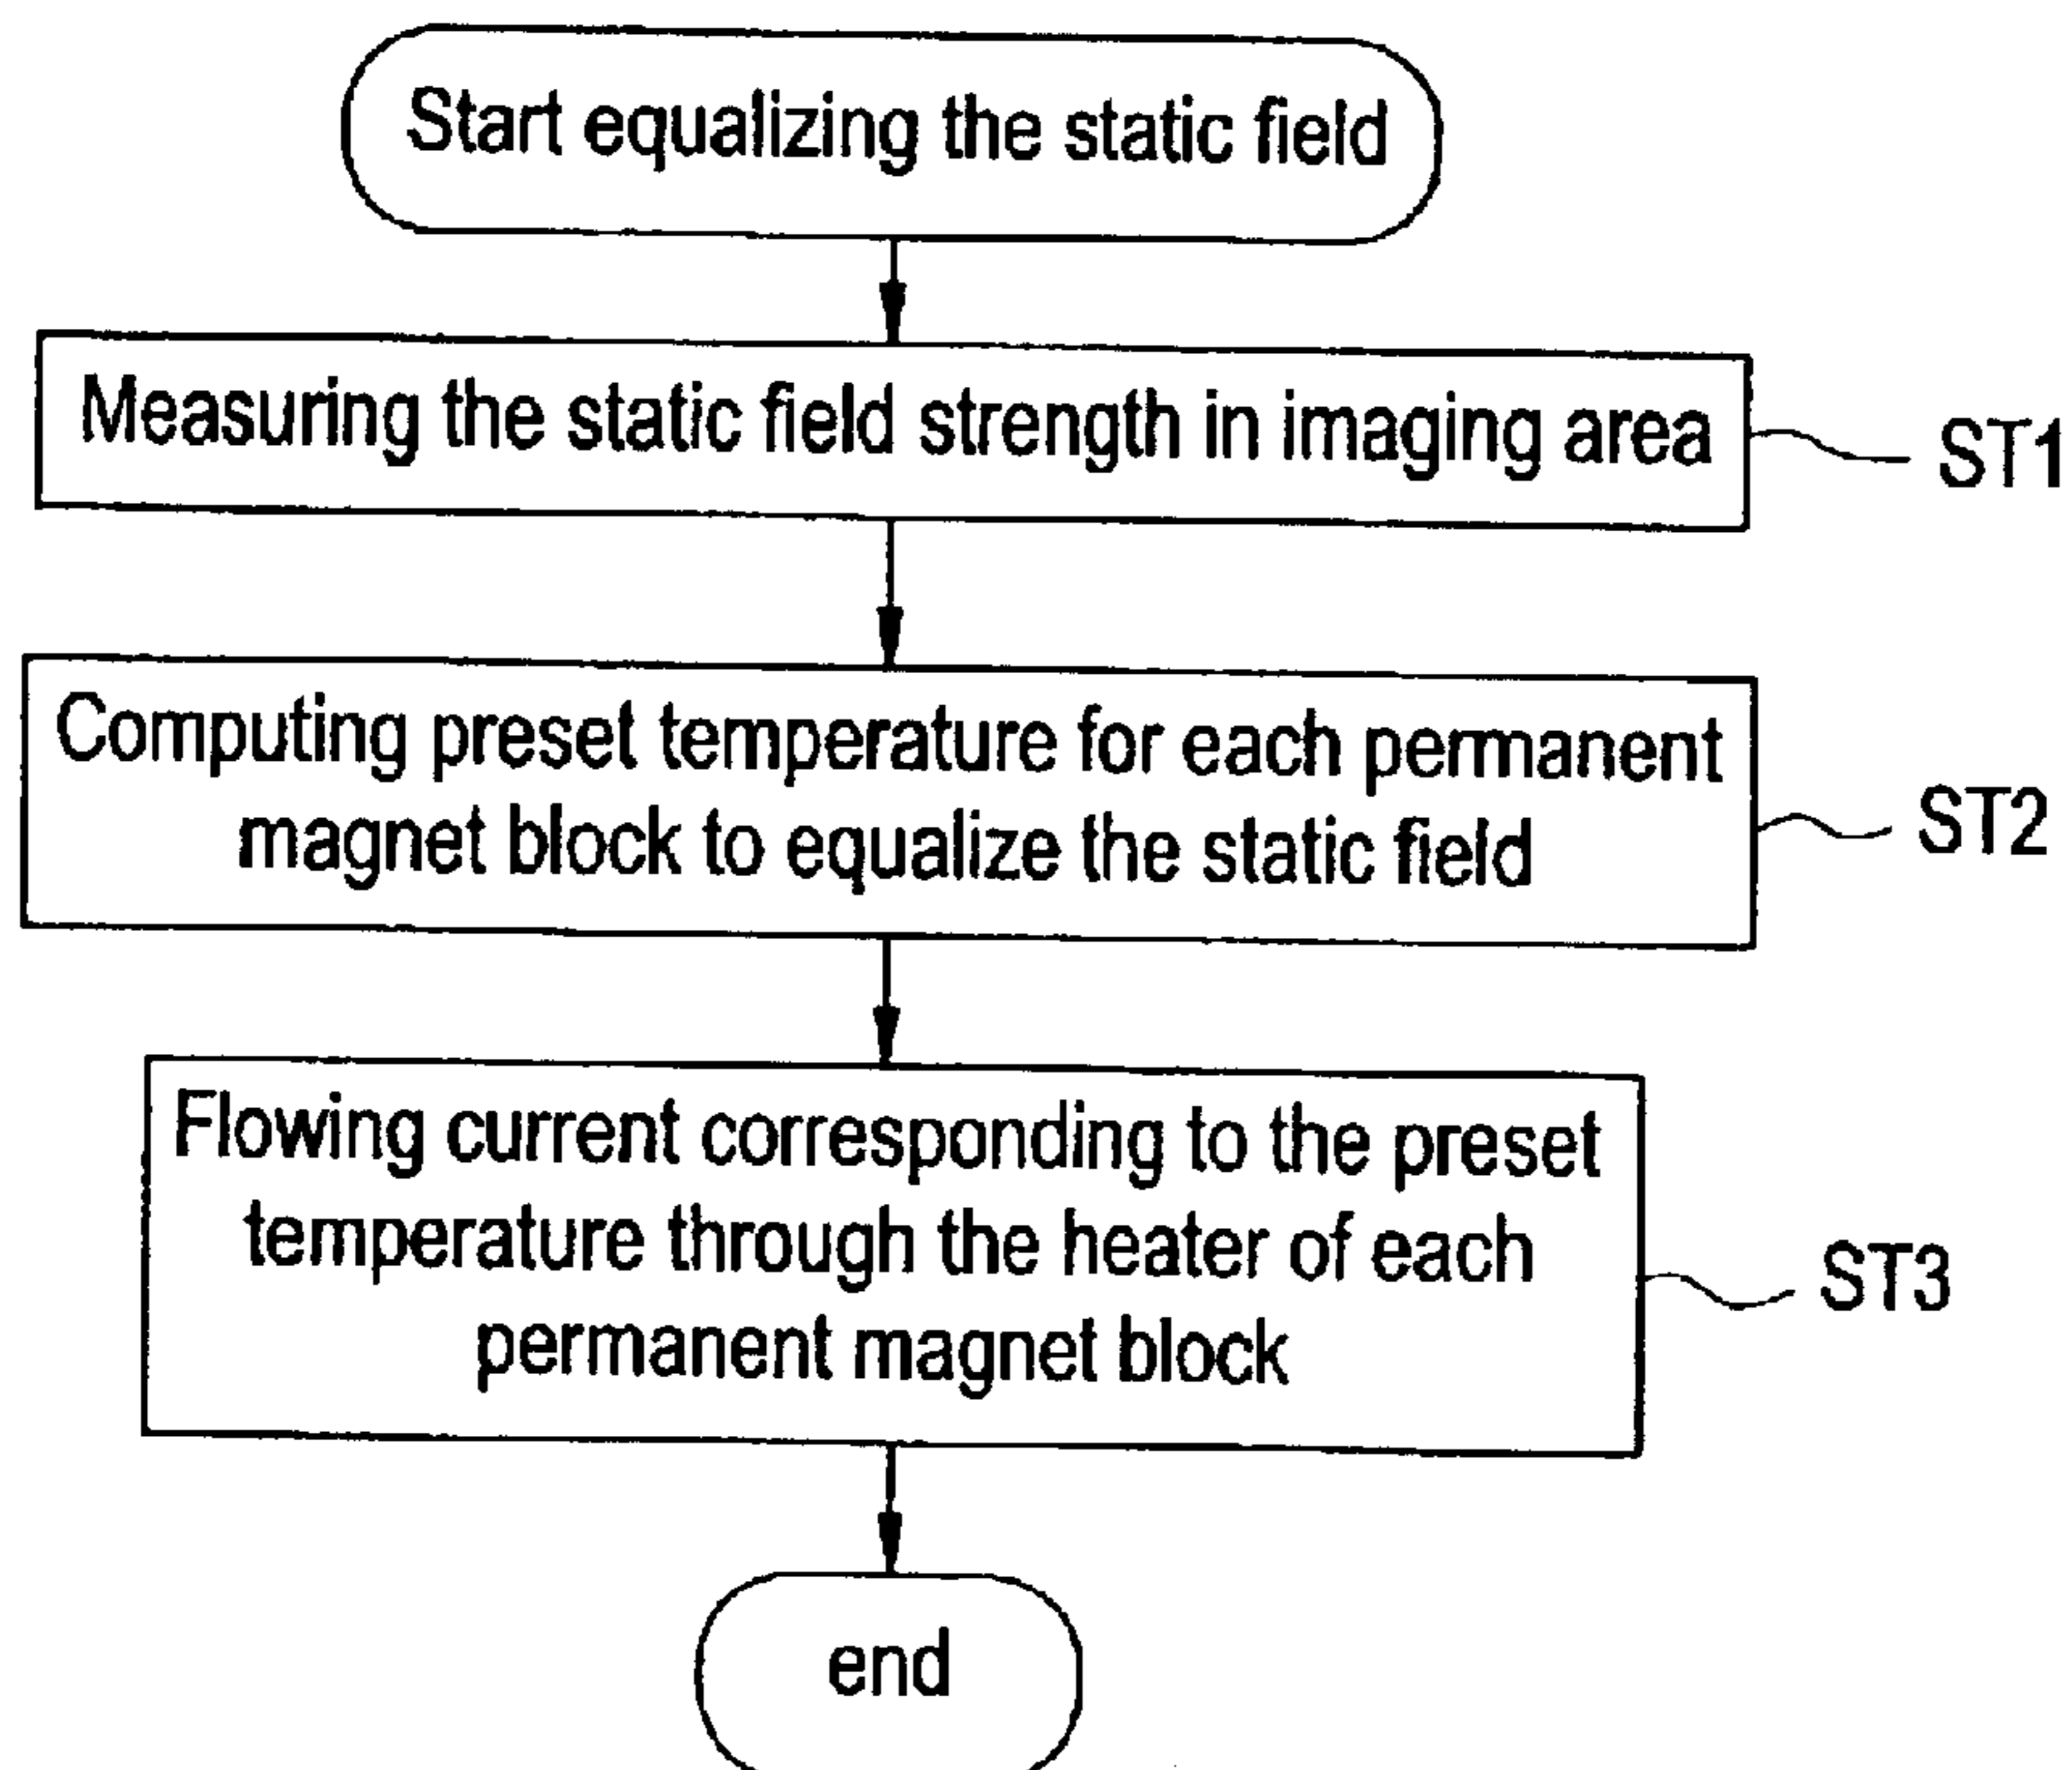 Start equalizing the static field
Measuring the static field strength in imaging area
ST1
Computing preset temperature for each permanent
magnet block to equalize the static field
ST2
Flowing current corresponding to the preset
temperature through the heater of each
permanent magnet block
ST3
end